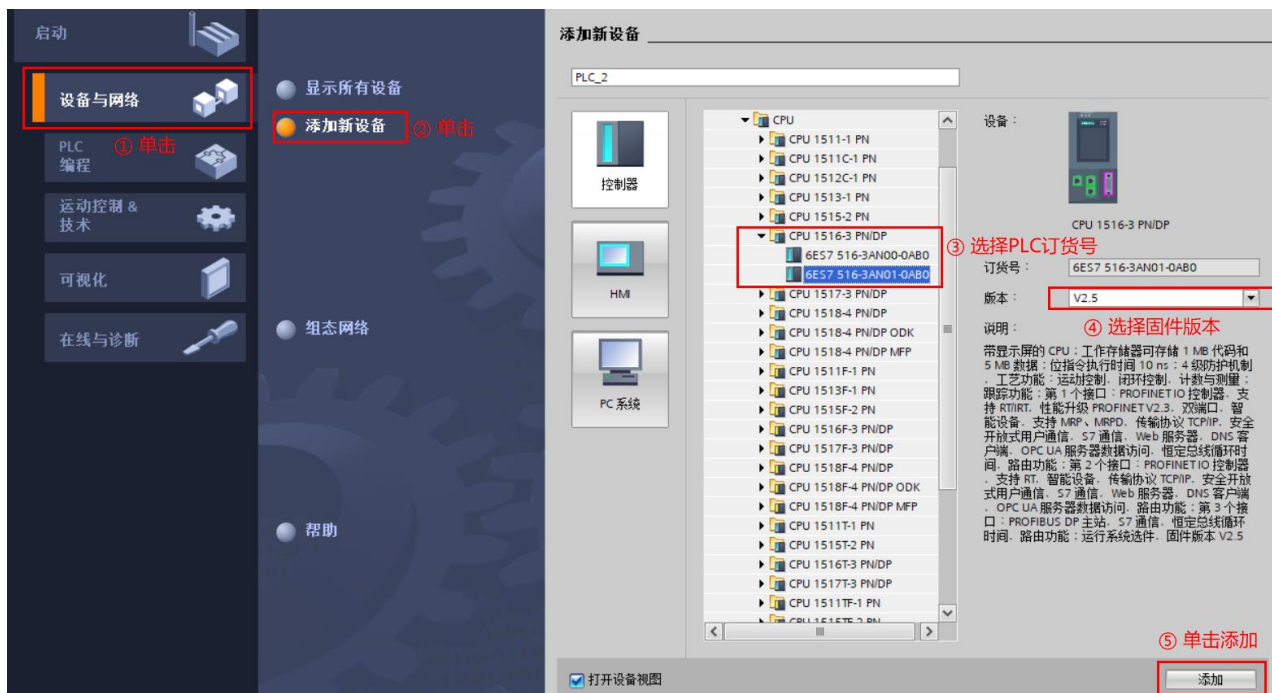 启动
设备与网络
① 单击
PLC
编程
运动控制 &
技术
可视化
在线与诊断
显示所有设备
添加新设备
② 单击
组态网络
帮助
添加新设备
PLC_2
控制器
HMI
PC 系统
CPU
CPU 1511-1 PN
CPU 1511C-1 PN
CPU 1512C-1 PN
CPU 1513-1 PN
CPU 1515-2 PN
CPU 1516-3 PN/DP
6ES7 516-3AN00-0AB0
6ES7 516-3AN01-0AB0
CPU 1517-3 PN/DP
CPU 1518-4 PN/DP
CPU 1518-4 PN/DP ODK
CPU 1518-4 PN/DP MFP
CPU 1511F-1 PN
CPU 1513F-1 PN
CPU 1515F-2 PN
CPU 1516F-3 PN/DP
CPU 1517F-3 PN/DP
CPU 1518F-4 PN/DP
CPU 1518F-4 PN/DP ODK
CPU 1518F-4 PN/DP MFP
CPU 1511T-1 PN
CPU 1515T-2 PN
CPU 1516T-3 PN/DP
CPU 1517T-3 PN/DP
CPU 1511TF-1 PN
CPU 1515TF-2 PN
设备：
CPU 1516-3 PN/DP
③ 选择PLC订货号
订货号：
6ES7 516-3AN01-0AB0
版本：
V2.5
④ 选择固件版本
说明：
带显示屏的 CPU；工作存储器可存储 1 MB 代码和
5 MB 数据；位指令执行时间 10 ns；4 级防护机制
、工艺功能：运动控制、闭环控制、计数与测量；
跟踪功能；第 1 个接口：PROFINET IO 控制器、支
持 RT/IRT、性能升级 PROFINET V2.3、双端口、智
能设备、支持 MRP、MRPD、传输协议 TCP/IP、安全
开放式用户通信、S7 通信、Web 服务器、DNS 客
户端、OPC UA 服务器数据访问、恒定总线循环时
间、路由功能；第 2 个接口：PROFINET IO 控制器
、支持 RT、智能设备、传输协议 TCP/IP、安全开放
式用户通信、S7 通信、Web 服务器、DNS 客户端
、OPC UA 服务器数据访问、路由功能；第 3 个接
口：PROFIBUS DP 主站、S7 通信、恒定总线循环
时间、路由功能；运行系统选件、固件版本 V2.5
⑤ 单击添加
打开设备视图
添加